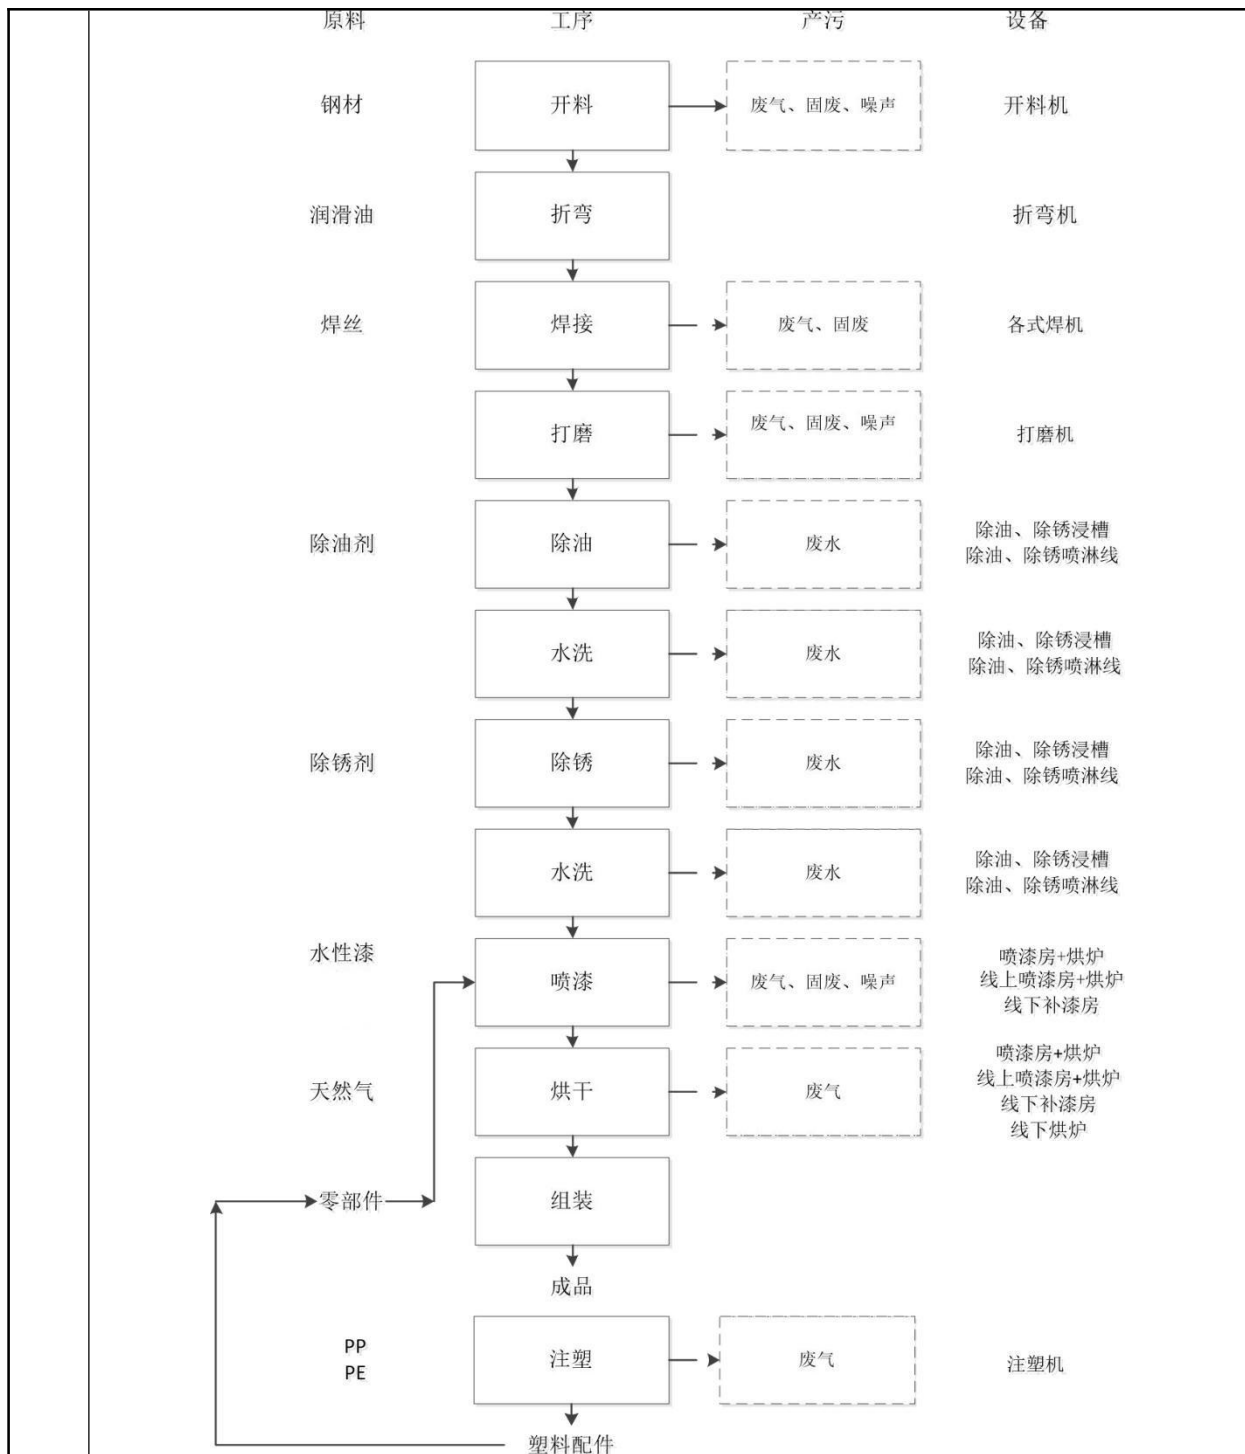 原料 工序 产污 设备
钢材 开料 废气、固废、噪声 开料机
润滑油 折弯 折弯机
焊丝 焊接 废气、固废 各式焊机
打磨 废气、固废、噪声 打磨机
除油剂 除油 废水 除油、除锈浸槽
除油、除锈喷淋线
水洗 废水 除油、除锈浸槽
除油、除锈喷淋线
除锈剂 除锈 废水 除油、除锈浸槽
除油、除锈喷淋线
水洗 废水 除油、除锈浸槽
除油、除锈喷淋线
水性漆 喷漆 废气、固废、噪声 喷漆房+烘炉
线上喷漆房+烘炉
线下补漆房
天然气 烘干 废气 喷漆房+烘炉
线上喷漆房+烘炉
线下补漆房
线下烘炉
零部件 组装
成品
PP 注塑 废气 注塑机
PE
塑料配件